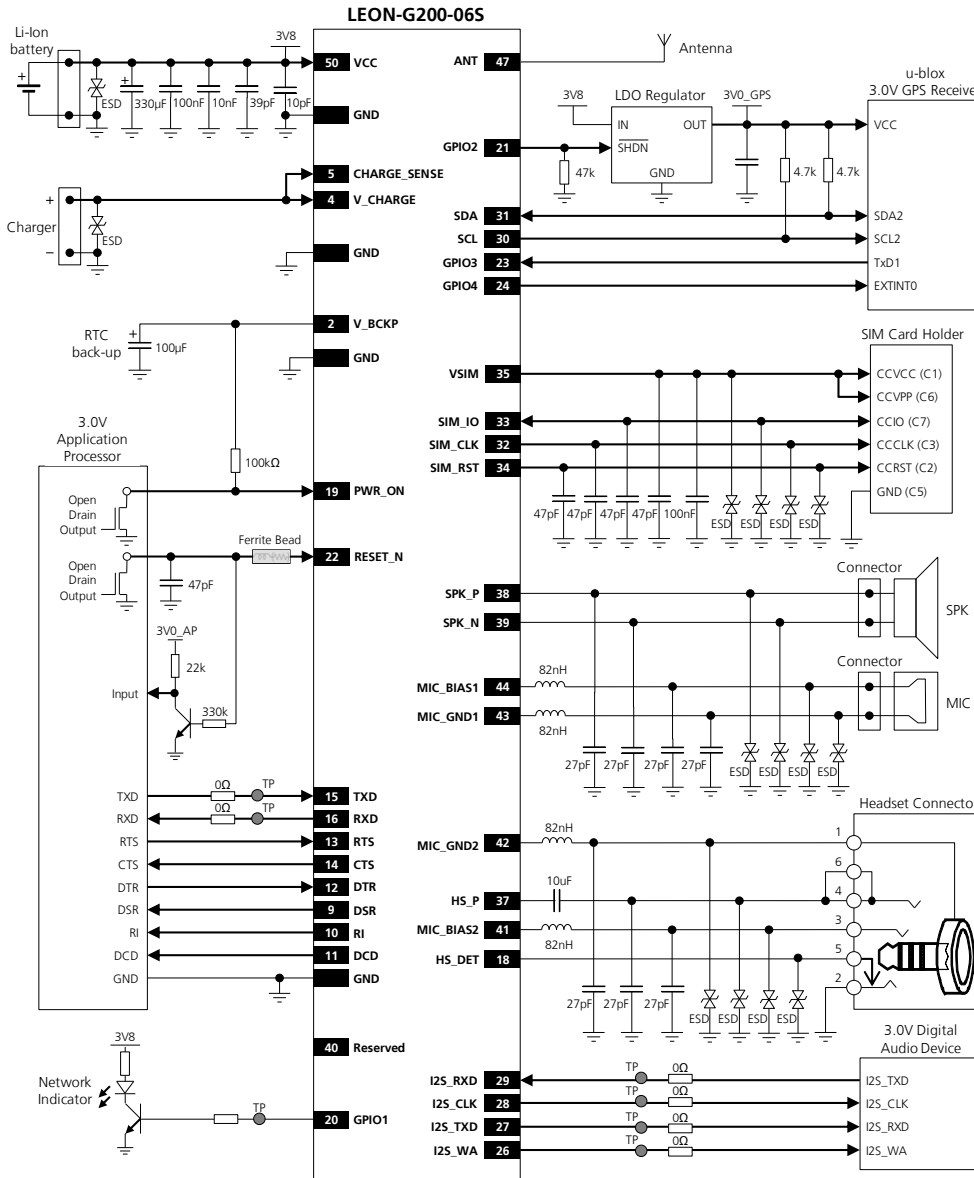 LEON-G200-06S
Li-Ion
battery
+
3V8
50 VCC
ESD
+
330µF
100nF
10nF
39pF
10pF
GND
5 CHARGE_SENSE
4 V_CHARGE
+
Charger
−
ESD
GND
2 V_BCKP
RTC
back-up
+
100µF
GND
3.0V
Application
Processor
100kΩ
Open
Drain
Output
19 PWR_ON
Ferrite Bead
22 RESET_N
Open
Drain
Output
47pF
3V0_AP
22k
Input
330k
TXD
0Ω
TP
15 TXD
RXD
0Ω
TP
16 RXD
RTS
13 RTS
CTS
14 CTS
DTR
12 DTR
DSR
9 DSR
RI
10 RI
DCD
11 DCD
GND
GND
40 Reserved
3V8
Network
Indicator
TP
20 GPIO1
ANT 47
Antenna
u-blox
3.0V GPS Receive
3V8
LDO Regulator
3V0_GPS
IN
OUT
VCC
GPIO2 21
SHDN
47k
GND
4.7k
4.7k
SDA 31
SDA2
SCL 30
SCL2
GPIO3 23
TxD1
GPIO4 24
EXTINT0
SIM Card Holder
VSIM 35
CCVCC (C1)
CCVPP (C6)
SIM_IO 33
CCIO (C7)
SIM_CLK 32
CCCLK (C3)
SIM_RST 34
CCRST (C2)
GND (C5)
47pF
47pF
47pF
47pF
100nF
ESD
ESD
ESD
ESD
Connector
SPK_P 38
SPK
SPK_N 39
Connector
82nH
MIC_BIAS1 44
MIC
MIC_GND1 43
82nH
27pF
27pF
27pF
27pF
ESD
ESD
ESD
ESD
Headset Connecto
82nH
MIC_GND2 42
1
6
10uF
HS_P 37
4
MIC_BIAS2 41
82nH
3
HS_DET 18
5
2
27pF
27pF
27pF
ESD
ESD
ESD
ESD
3.0V Digital
Audio Device
TP
0Ω
I2S_RXD 29
I2S_TXD
TP
0Ω
I2S_CLK 28
I2S_CLK
TP
0Ω
I2S_TXD 27
I2S_RXD
TP
0Ω
I2S_WA 26
I2S_WA